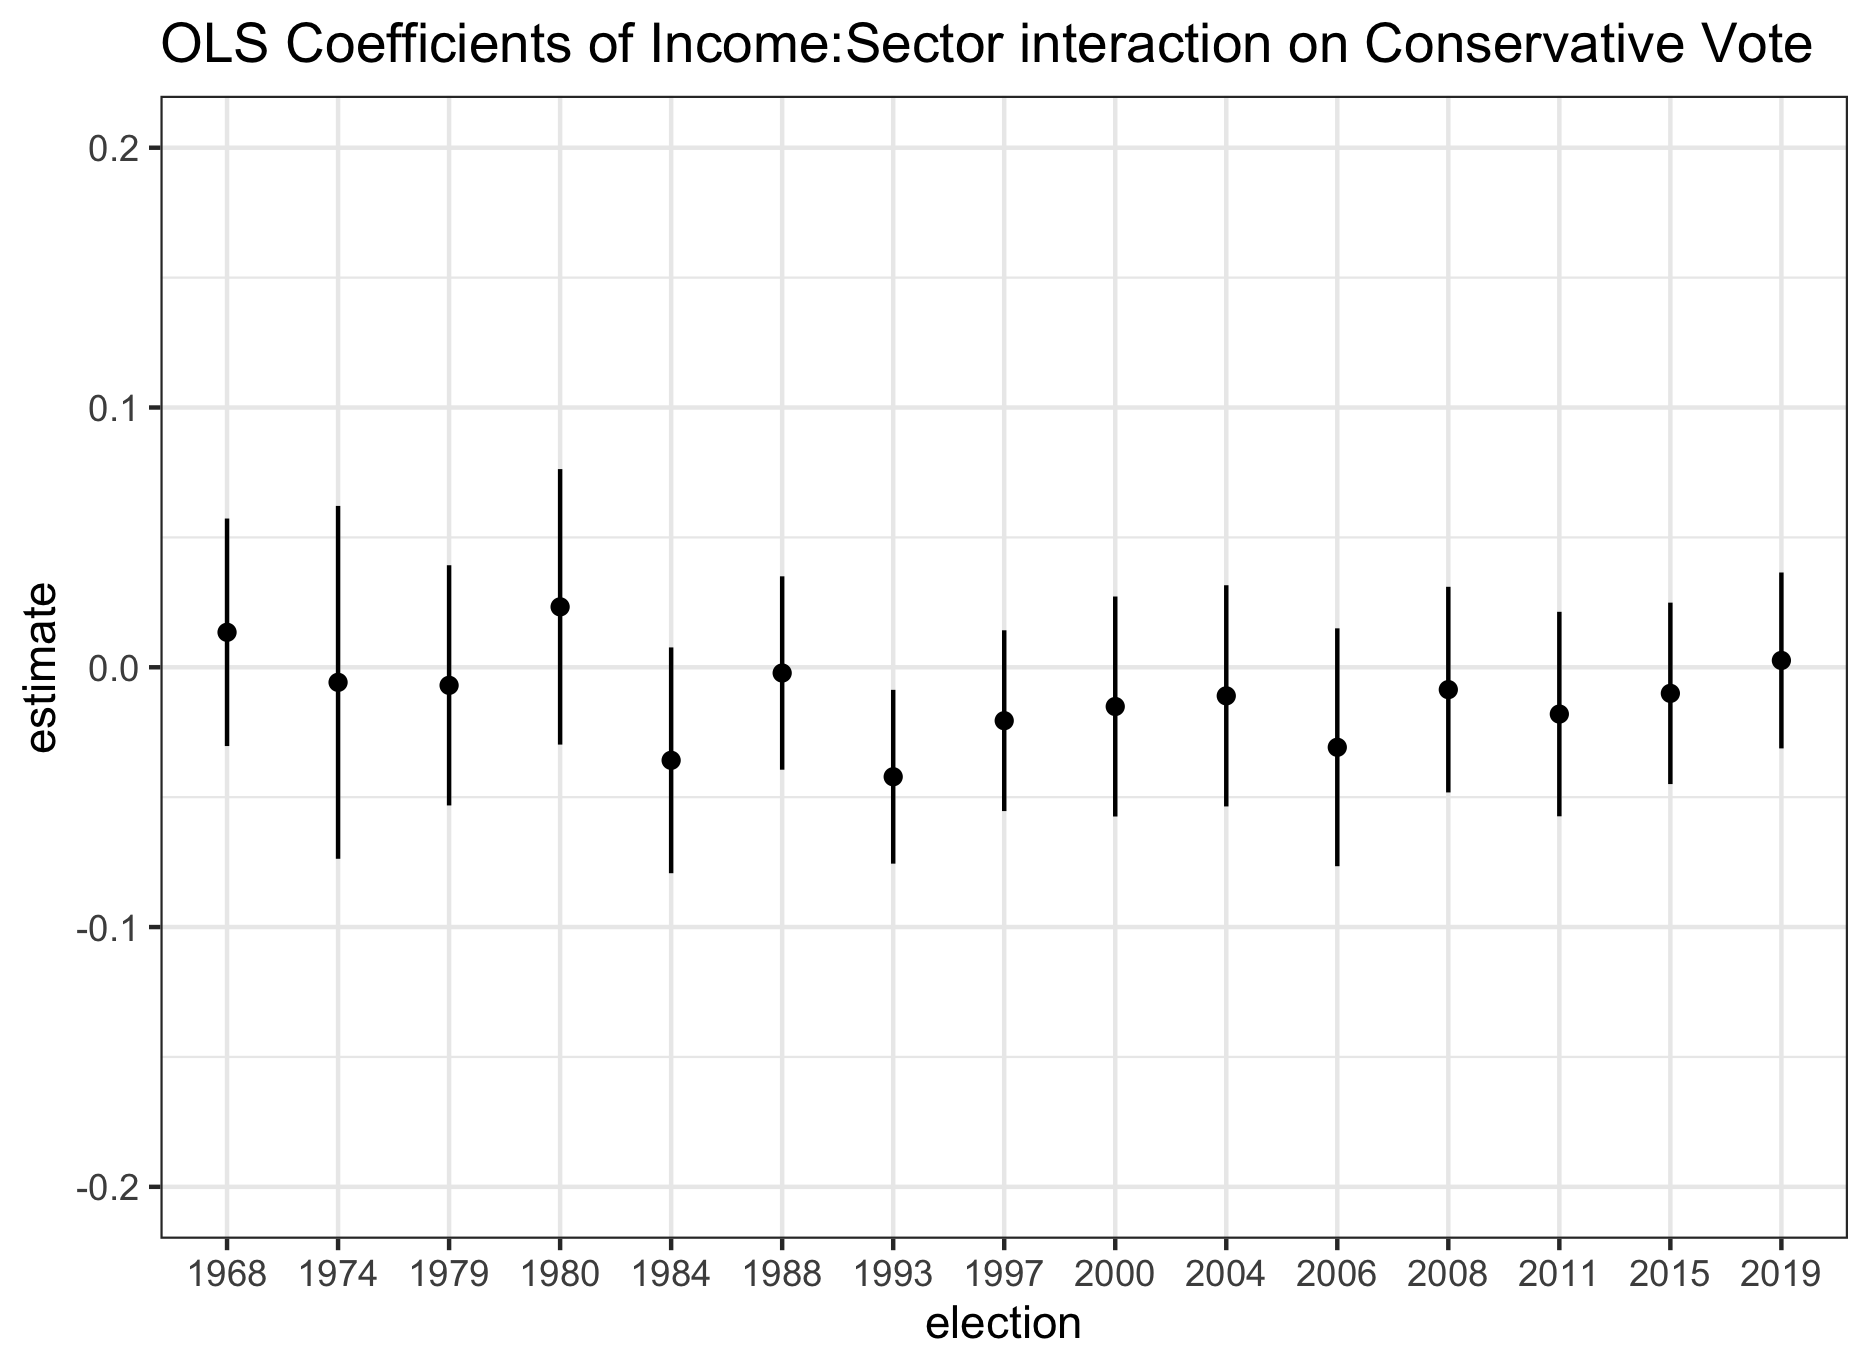 OLS Coefficients of Income:Sector interaction on Conservative Vote
estimate
0.2
0.1
0.0
-0.1
-0.2
1968 1974 1979 1980 1984 1988 1993 1997 2000 2004 2006 2008 2011 2015 2019
election